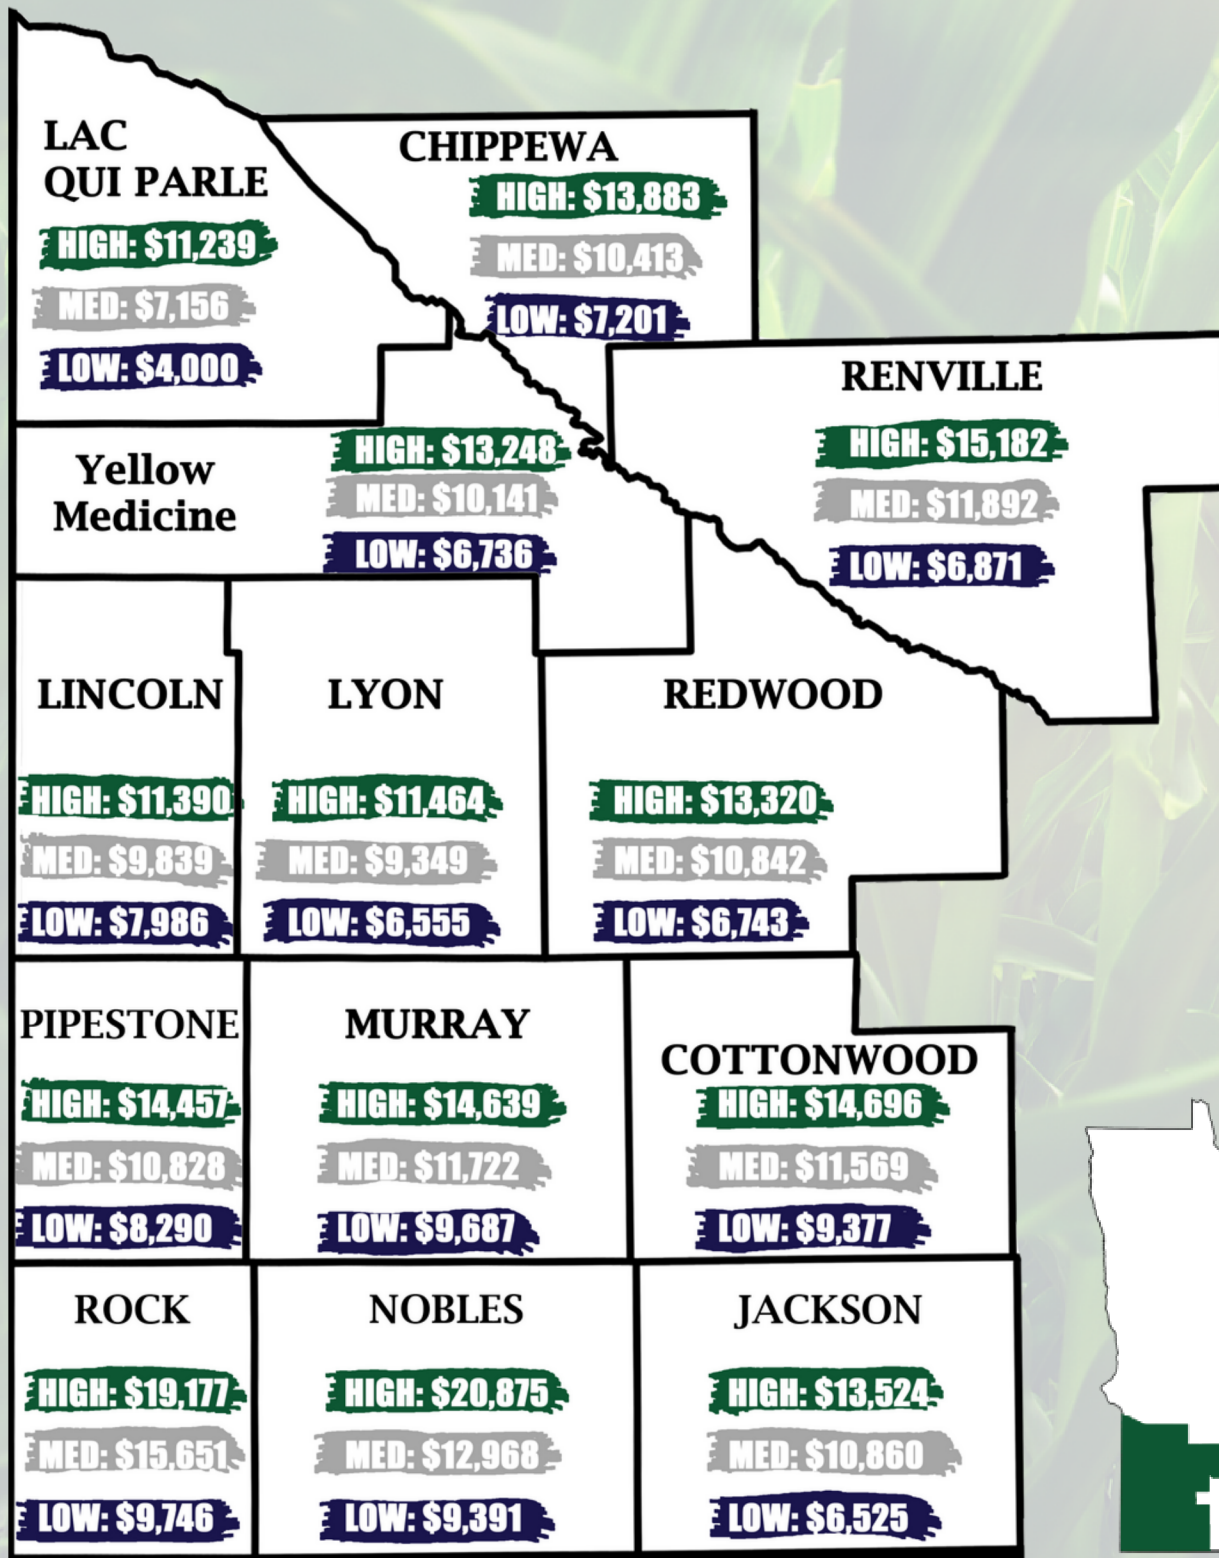 LAC
QUI PARLE
HIGH: $11,239
MED: $7,156
LOW: $4,000
CHIPPEWA
HIGH: $13,883
MED: $10,413
LOW: $7,201
RENVILLE
HIGH: $15,182
MED: $11,892
LOW: $6,871
Yellow
Medicine
HIGH: $13,248
MED: $10,141
LOW: $6,736
LINCOLN
HIGH: $11,390
MED: $9,839
LOW: $7,986
LYON
HIGH: $11,464
MED: $9,349
LOW: $6,555
REDWOOD
HIGH: $13,320
MED: $10,842
LOW: $6,743
PIPESTONE
HIGH: $14,457
MED: $10,828
LOW: $8,290
MURRAY
HIGH: $14,639
MED: $11,722
LOW: $9,687
COTTONWOOD
HIGH: $14,696
MED: $11,569
LOW: $9,377
ROCK
HIGH: $19,177
MED: $15,651
LOW: $9,746
NOBLES
HIGH: $20,875
MED: $12,968
LOW: $9,391
JACKSON
HIGH: $13,524
MED: $10,860
LOW: $6,525